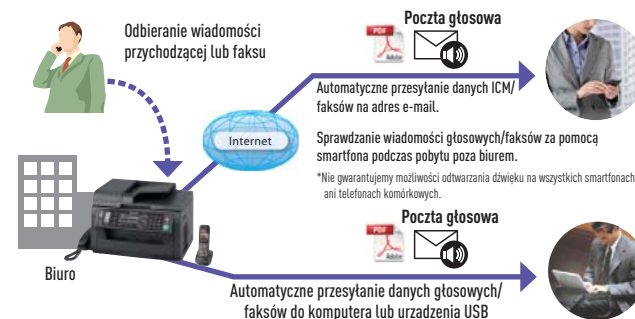 Odbieranie wiadomości
przychodzącej lub faksu
Poczta głosowa
PDF
Adobe
Automatyczne przesyłanie danych ICM/
faksów na adres e-mail.
Internet
Sprawdzanie wiadomości głosowych/faksów za pomocą
smartfona podczas pobytu poza biurem.
*Nie gwarantujemy możliwości odtwarzania dźwięku na wszystkich smartfonach
ani telefonach komórkowych.
Poczta głosowa
PDF
Adobe
Biuro
Automatyczne przesyłanie danych głosowych/
faksów do komputera lub urządzenia USB